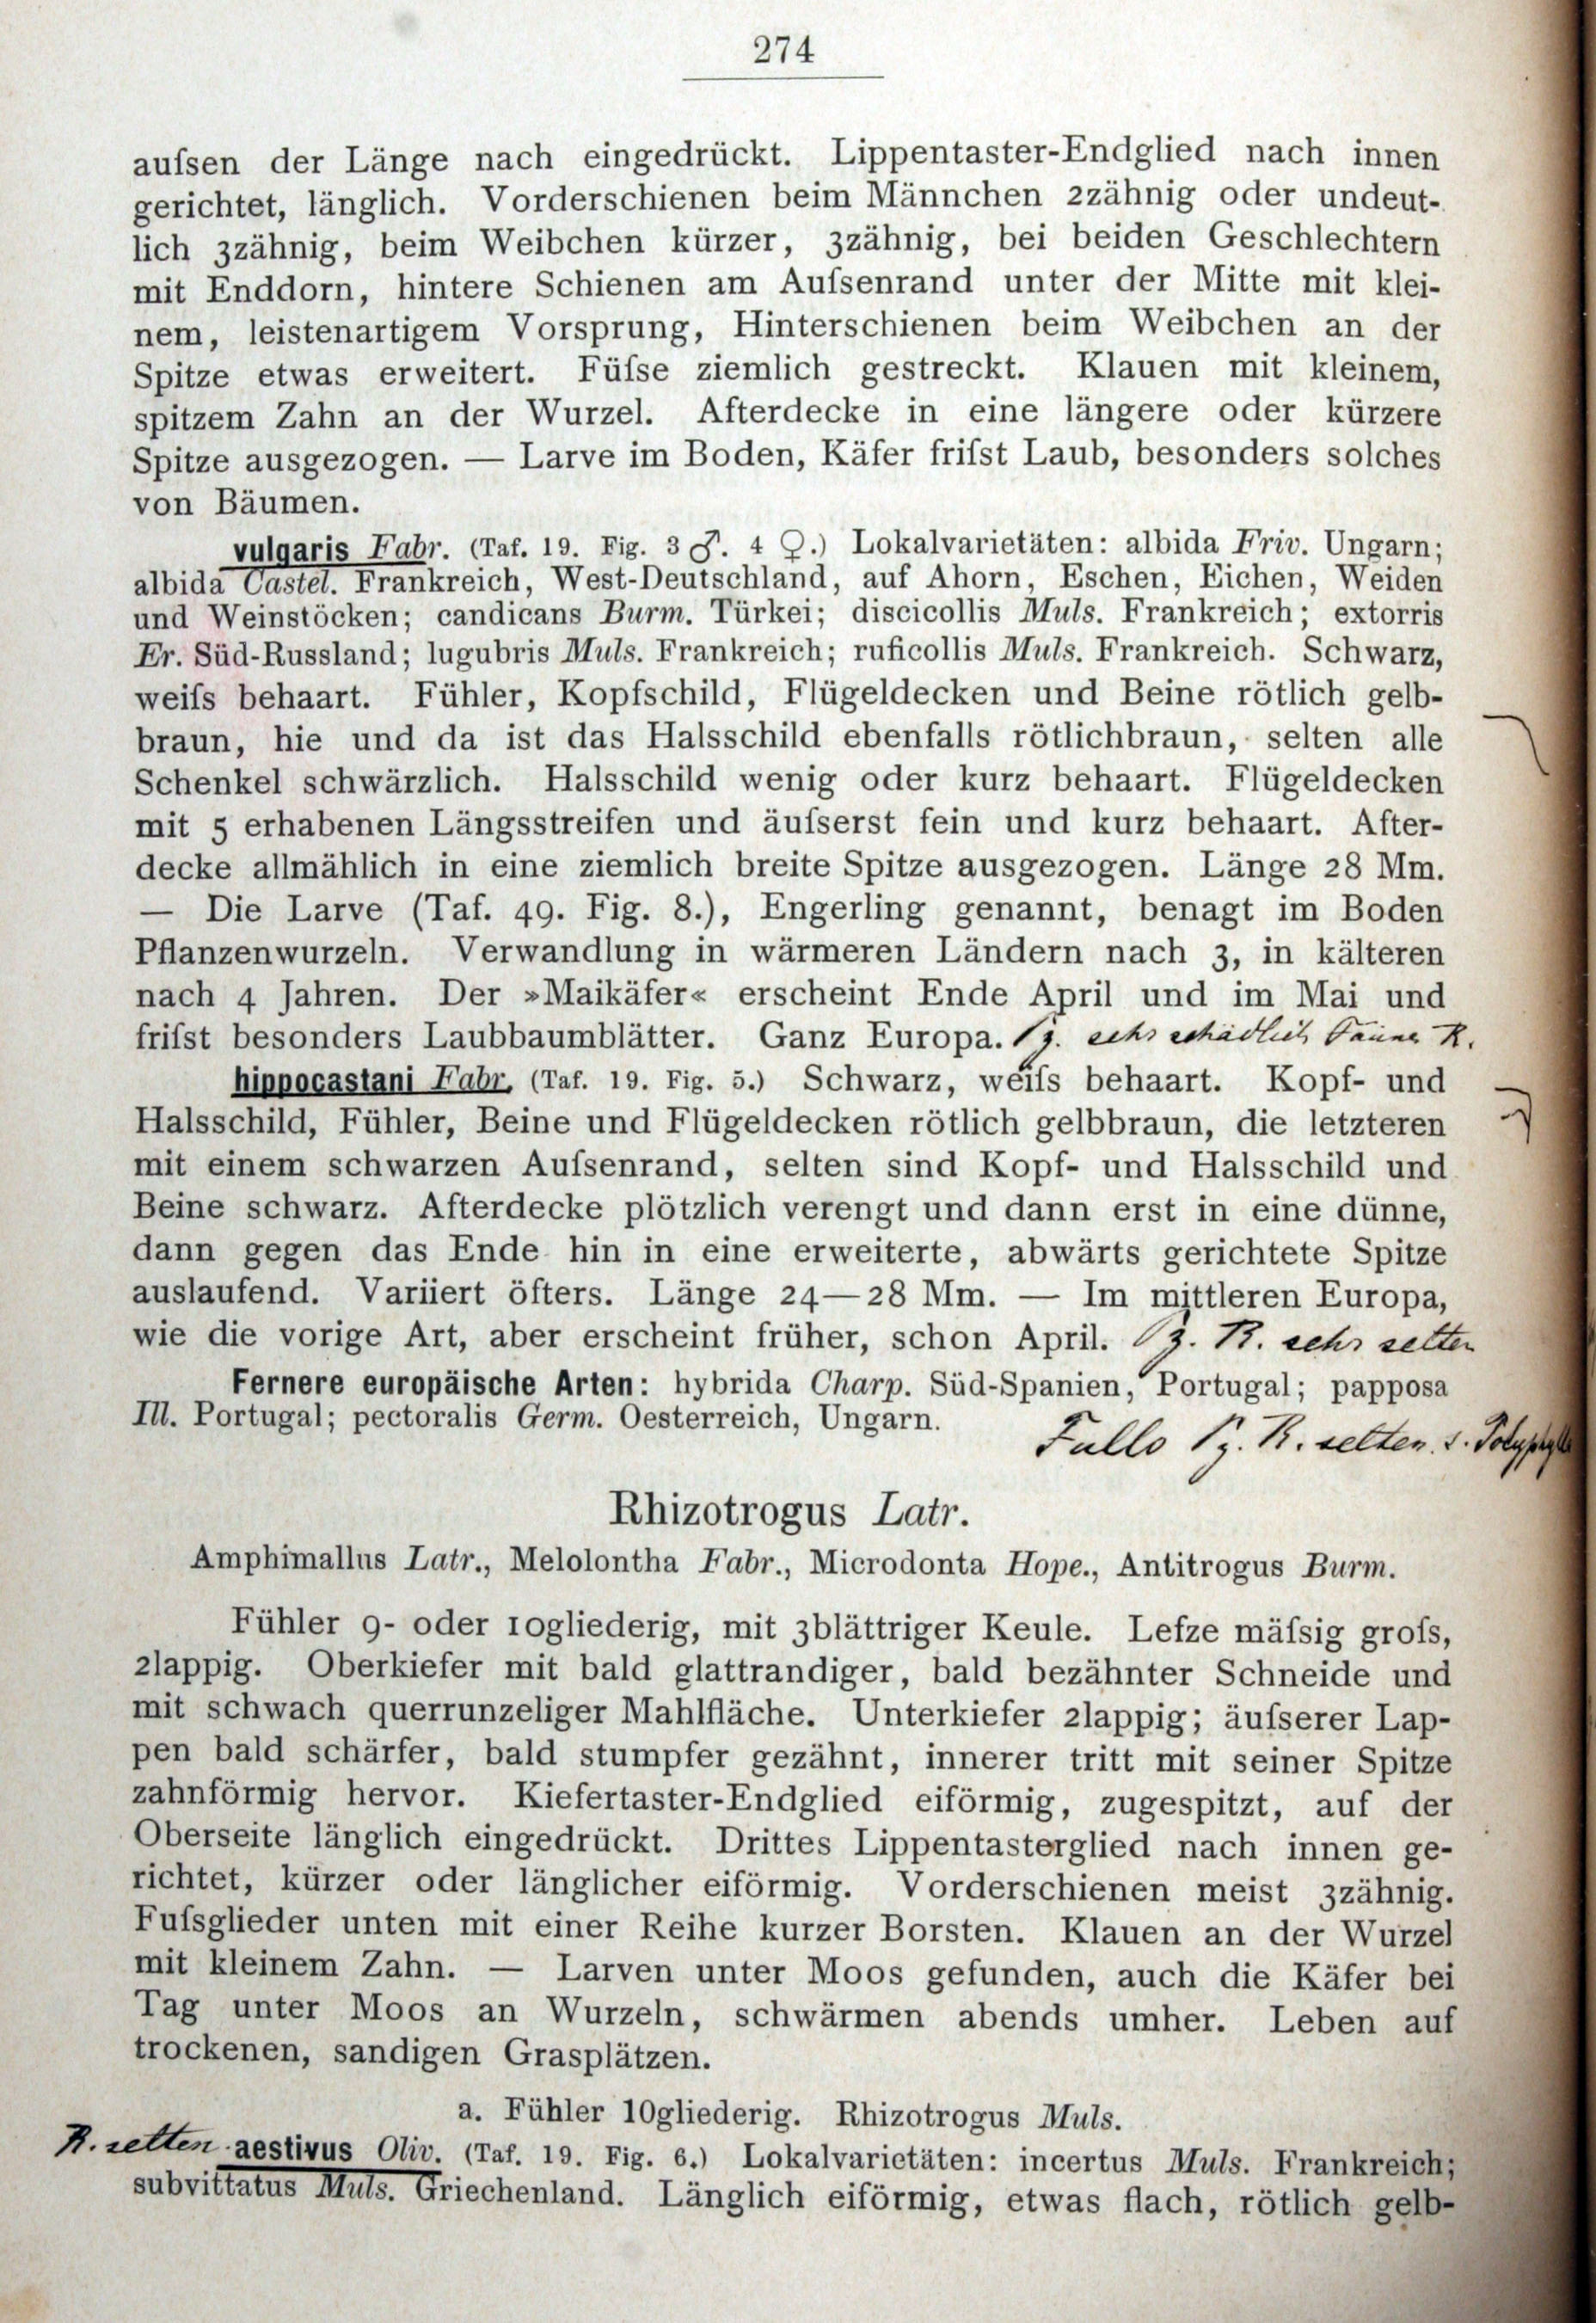 274
aufsen der Länge nach eingedrückt. Lippentaster-Endglied nach innen
gerichtet, länglich. Vorderschienen beim Männchen 2zähnig oder undeut-
lich 3zähnig, beim Weibchen kürzer, 3zähnig, bei beiden Geschlechtern
mit Enddorn, hintere Schienen am Aufsenrand unter der Mitte mit klei-
nem, leistenartigem Vorsprung, Hinterschienen beim Weibchen an der
Spitze etwas erweitert. Füfse ziemlich gestreckt. Klauen mit kleinem,
spitzem Zahn an der Wurzel. Afterdecke in eine längere oder kürzere
Spitze ausgezogen. — Larve im Boden, Käfer frifst Laub, besonders solches
von Bäumen.
vulgaris Fabr. (Taf. 19. Fig. 3 ♂. 4 ♀.) Lokalvarietäten: albida Friv. Ungarn;
albida Castel. Frankreich, West-Deutschland, auf Ahorn, Eschen, Eichen, Weiden
und Weinstöcken; candicans Burm. Türkei; discicollis Muls. Frankreich; extorris
Er. Süd-Russland; lugubris Muls. Frankreich; ruficollis Muls. Frankreich. Schwarz,
weifs behaart. Fühler, Kopfschild, Flügeldecken und Beine rötlich gelb-
braun, hie und da ist das Halsschild ebenfalls rötlichbraun, selten alle
Schenkel schwärzlich. Halsschild wenig oder kurz behaart. Flügeldecken
mit 5 erhabenen Längsstreifen und äufserst fein und kurz behaart. After-
decke allmählich in eine ziemlich breite Spitze ausgezogen. Länge 28 Mm.
— Die Larve (Taf. 49. Fig. 8.), Engerling genannt, benagt im Boden
Pflanzenwurzeln. Verwandlung in wärmeren Ländern nach 3, in kälteren
nach 4 Jahren. Der »Maikäfer« erscheint Ende April und im Mai und
frifst besonders Laubbaumblätter. Ganz Europa. sehr schädlich R.
hippocastani Fabr. (Taf. 19. Fig. 5.) Schwarz, weifs behaart. Kopf- und
Halsschild, Fühler, Beine und Flügeldecken rötlich gelbbraun, die letzteren
mit einem schwarzen Aufsenrand, selten sind Kopf- und Halsschild und
Beine schwarz. Afterdecke plötzlich verengt und dann erst in eine dünne,
dann gegen das Ende hin in eine erweiterte, abwärts gerichtete Spitze
auslaufend. Variiert öfters. Länge 24—28 Mm. — Im mittleren Europa,
wie die vorige Art, aber erscheint früher, schon April. R. sehr selten
Fernere europäische Arten: hybrida Charp. Süd-Spanien, Portugal; papposa
Ill. Portugal; pectoralis Germ. Oesterreich, Ungarn.
Fullo R. selten. s. Polyphylla
Rhizotrogus Latr.
Amphimallus Latr., Melolontha Fabr., Microdonta Hope., Antitrogus Burm.
Fühler 9- oder 10gliederig, mit 3blättriger Keule. Lefze mäfsig grofs,
2lappig. Oberkiefer mit bald glattrandiger, bald bezähnter Schneide und
mit schwach querrunzeliger Mahlfläche. Unterkiefer 2lappig; äufserer Lap-
pen bald schärfer, bald stumpfer gezähnt, innerer tritt mit seiner Spitze
zahnförmig hervor. Kiefertaster-Endglied eiförmig, zugespitzt, auf der
Oberseite länglich eingedrückt. Drittes Lippentasterglied nach innen ge-
richtet, kürzer oder länglicher eiförmig. Vorderschienen meist 3zähnig.
Fufsglieder unten mit einer Reihe kurzer Borsten. Klauen an der Wurzel
mit kleinem Zahn. — Larven unter Moos gefunden, auch die Käfer bei
Tag unter Moos an Wurzeln, schwärmen abends umher. Leben auf
trockenen, sandigen Grasplätzen.
a. Fühler 10gliederig. Rhizotrogus Muls.
R. selten aestivus Oliv. (Taf. 19. Fig. 6.) Lokalvarietäten: incertus Muls. Frankreich;
subvittatus Muls. Griechenland. Länglich eiförmig, etwas flach, rötlich gelb-